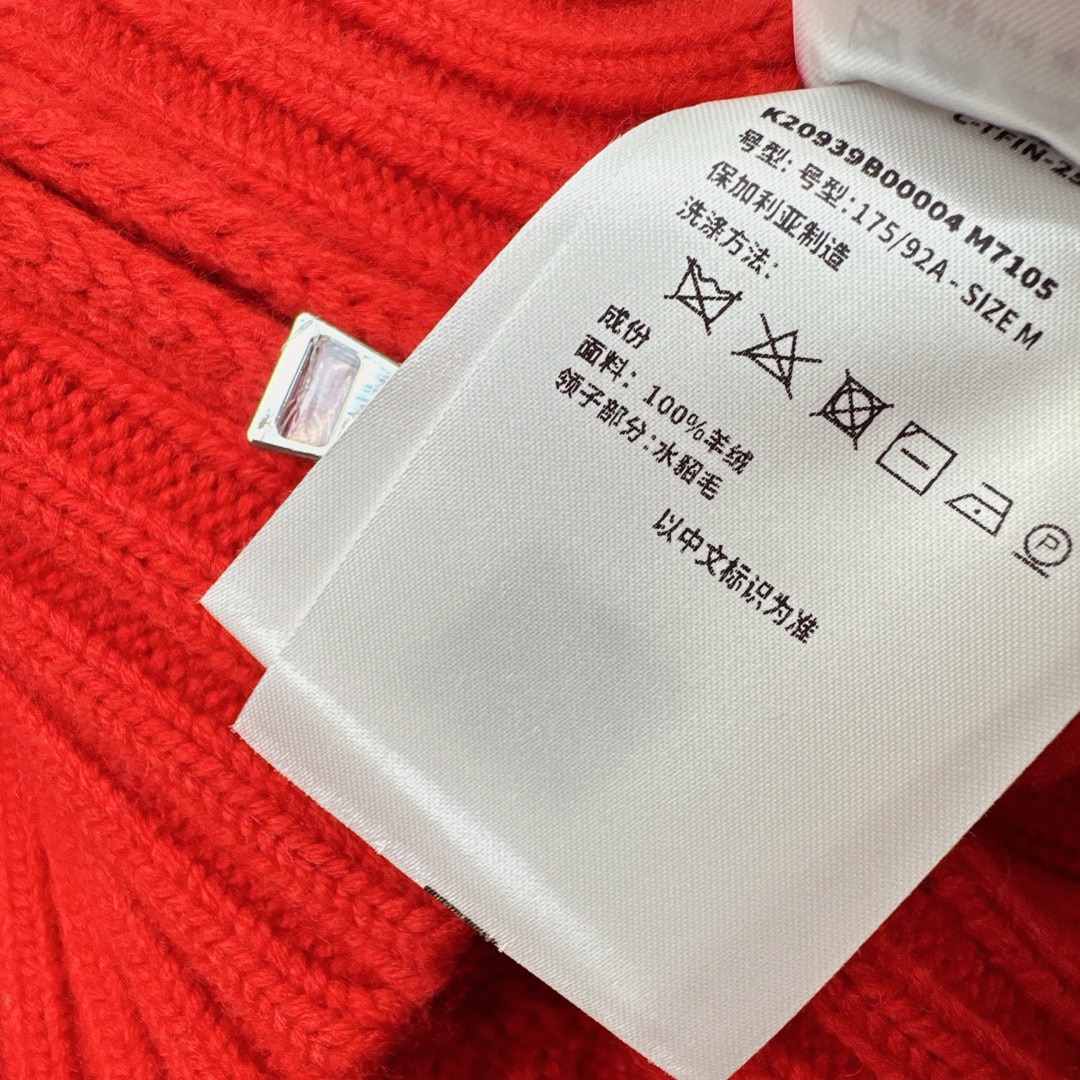 C-TFIN-25
K20939B00004 M7105
号型: 号型:175/92A - SIZE M
保加利亚制造
洗涤方法:
P
成份
面料: 100%羊绒
领子部分:水貂毛
以中文标识为准